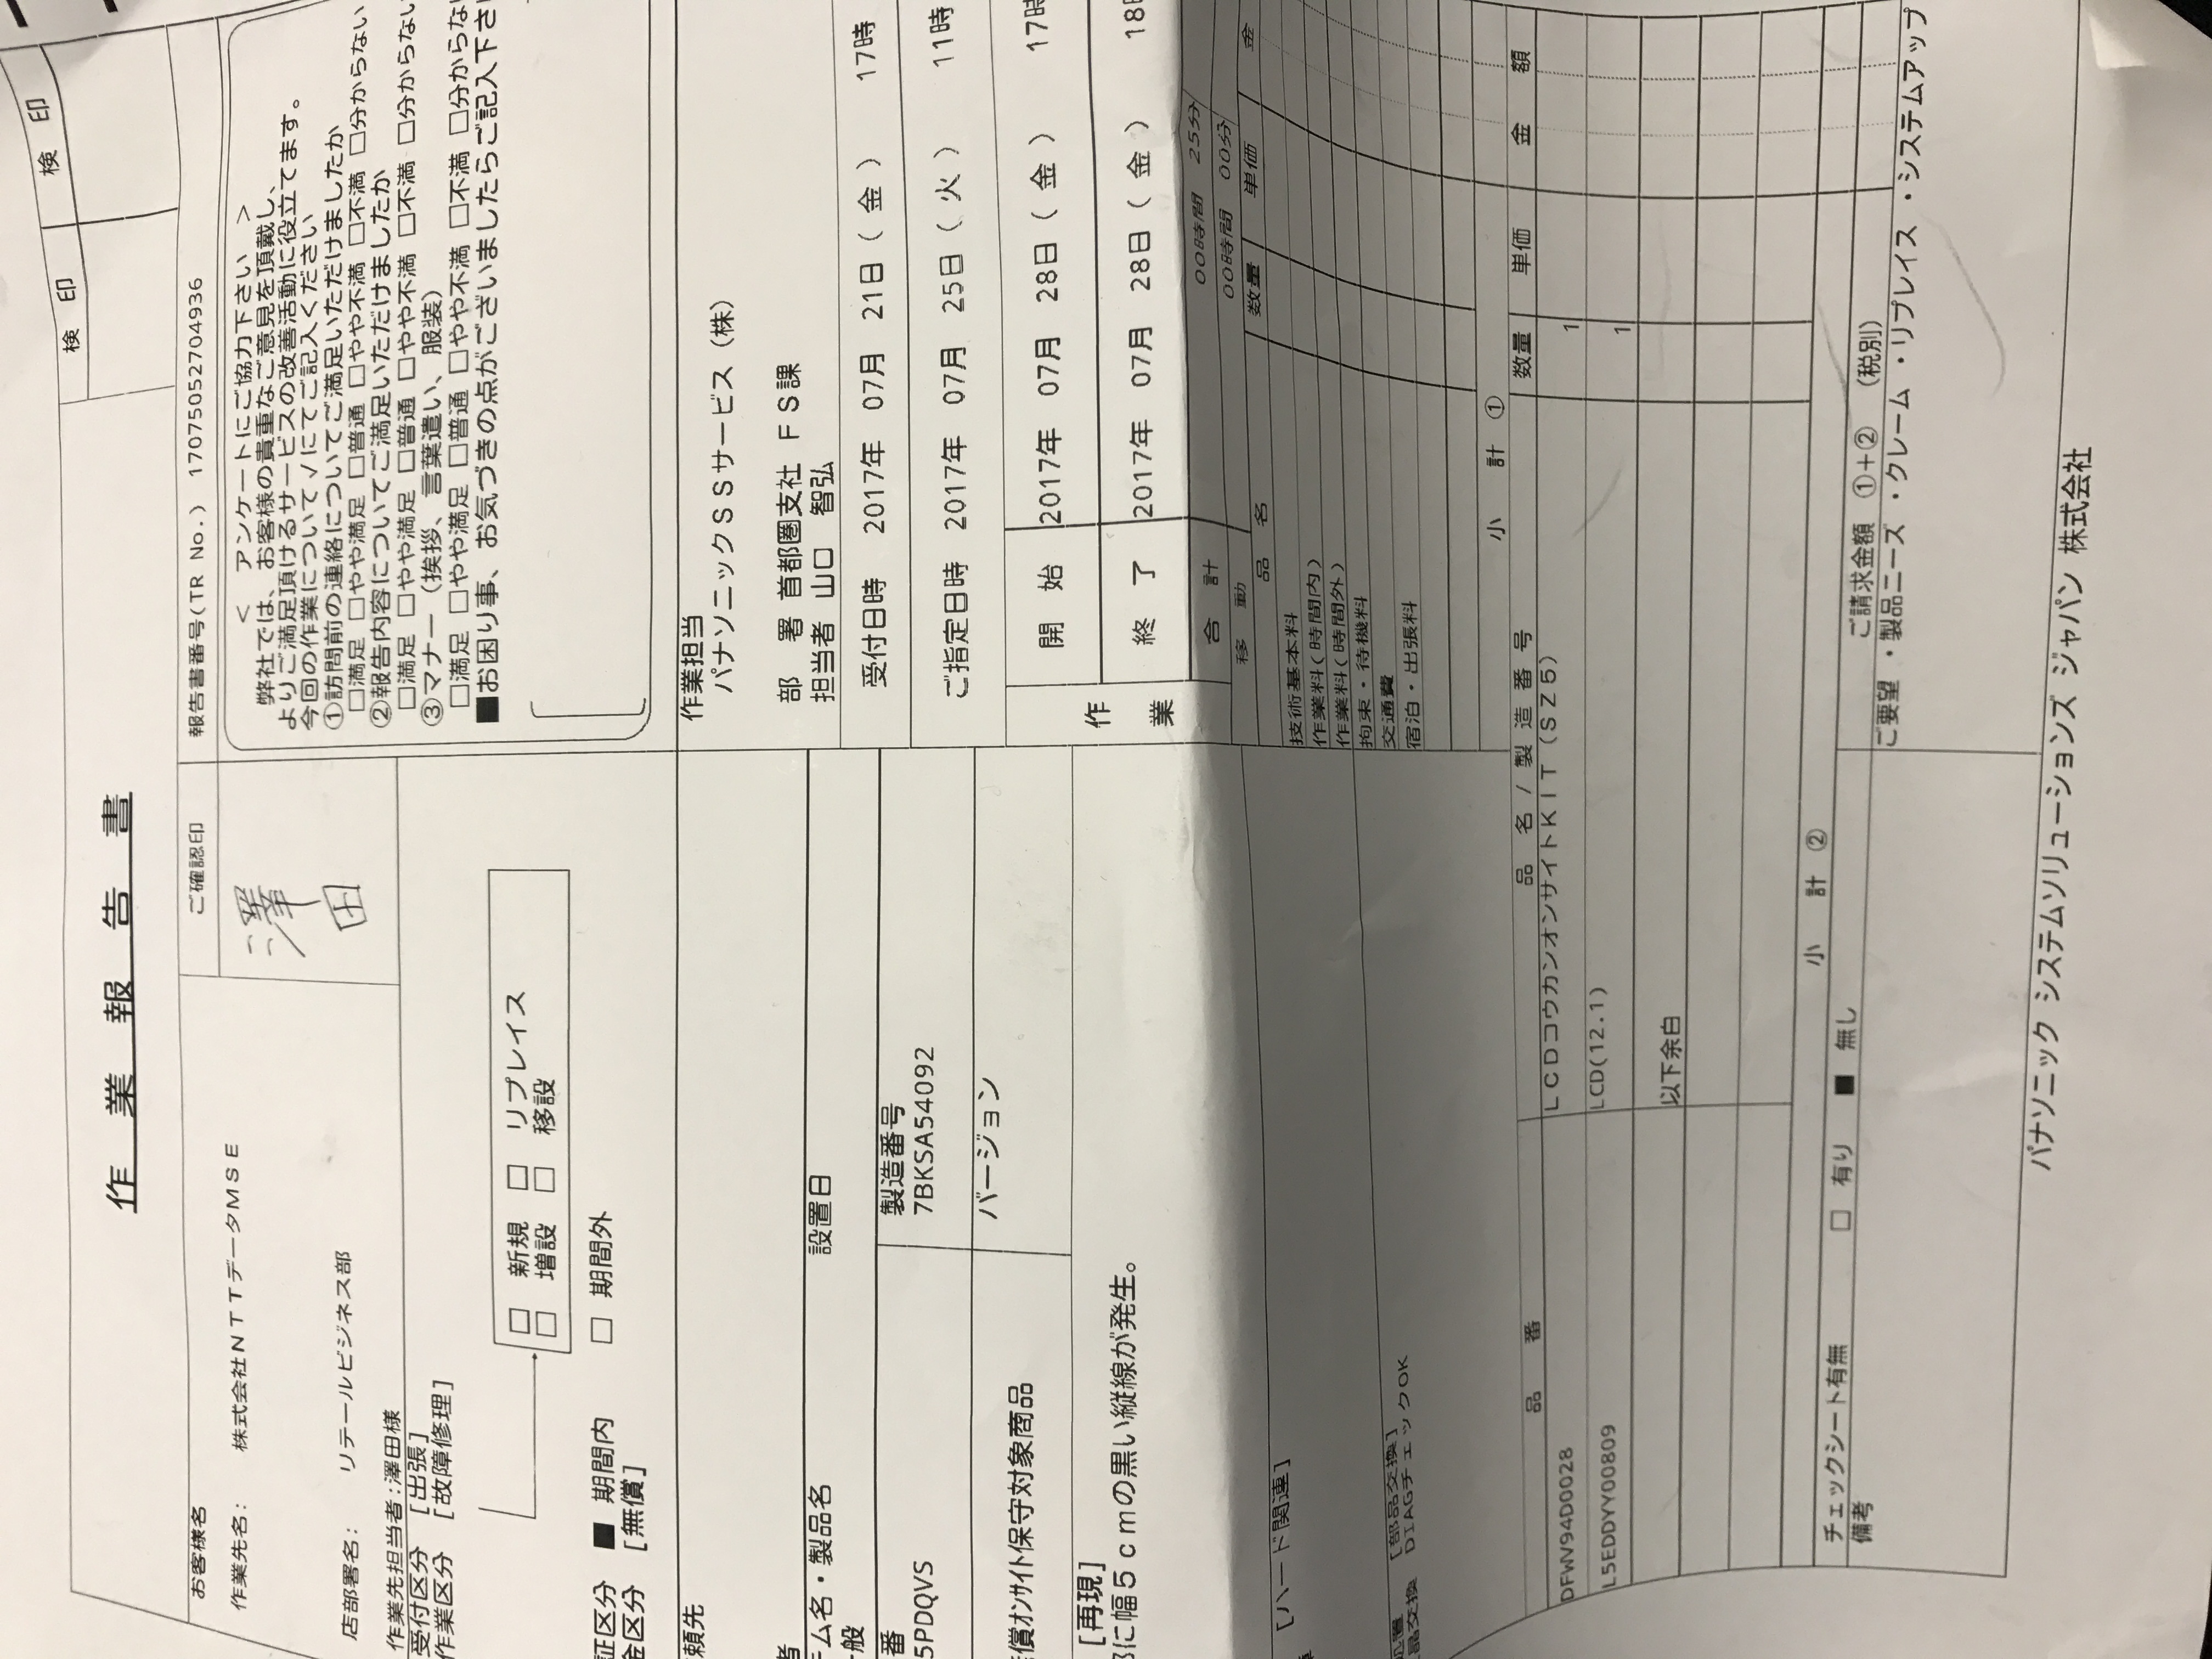 検 印
検 印
作 業 報 告 書
お客様名
ご確認印
報告書番号(TR No.) 17075052704936
作業先名: 株式会社NTTデータMSE
澤田
店部署名: リテールビジネス部
作業先担当者:澤田様
< アンケートにご協力下さい >
弊社では、お客様の貴重なご意見を頂戴し、
よりご満足頂けるサービスの改善活動に役立てます。
今回の作業について√にてご記入ください
①訪問前の連絡についてご満足いただけましたか
□満足 □やや満足 □普通 □やや不満 □不満 □分からない
②報告内容についてご満足いただけましたか
□満足 □やや満足 □普通 □やや不満 □不満 □分からない
③マナー（挨拶、言葉遣い、服装）
□満足 □やや満足 □普通 □やや不満 □不満 □分からな
■お困り事、お気づきの点がございましたらご記入下さ
受付区分 [出張]
作業区分 [故障修理]
□ 新規 □ リプレイス
□ 増設 □ 移設
証区分 ■ 期間内 □ 期間外
金区分 [無償]
頼先
者
作業担当
パナソニックSSサービス（株）
部 署 首都圏支社 FS課
担当者 山口 智弘
テム名・製品名 設置日
一般
受付日時 2017年 07月 21日（金） 17時
番
5PDQVS
製造番号
7BKSA54092
ご指定日時 2017年 07月 25日（火） 11時
償オンサイト保守対象商品
バージョン
作業
開 始 2017年 07月 28日（金） 17時
終 了 2017年 07月 28日（金） 18
合 計 00時間 25分
移 動 00時間 00分
[再現]
に幅5cmの黒い縦線が発生。
[ハード関連]
処置 [部品交換]
晶交換 DIAGチェックOK
品 名 数量 単価 金
技術基本料
作業料(時間内)
作業料(時間外)
拘束・待機料
交通費
宿泊・出張料
小 計 ①
品 番 品 名 / 製 造 番 号 数量 単価 金 額
DFWV94D0028 LCDコウカンオンサイトKIT（SZ5） 1
L5EDDYY00809 LCD(12.1) 1
以下余白
小 計 ②
チェックシート有無 □ 有り ■ 無し
備考
ご請求金額 ①＋② （税別）
ご要望 ・製品ニーズ ・クレーム ・リプレイス ・システムアップ
パナソニック システムソリューションズ ジャパン 株式会社